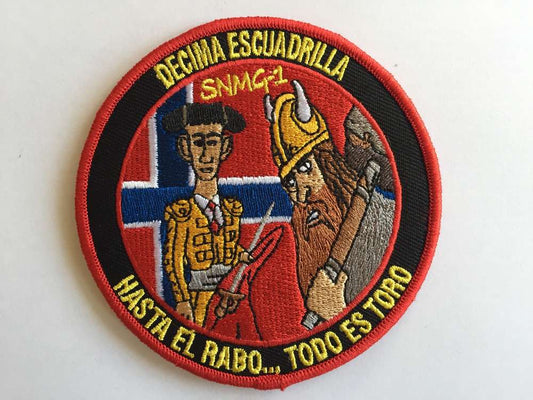 DECIMA ESCUADRILLA
SNMG-1
HASTA EL RABO.., TODO ES TORO